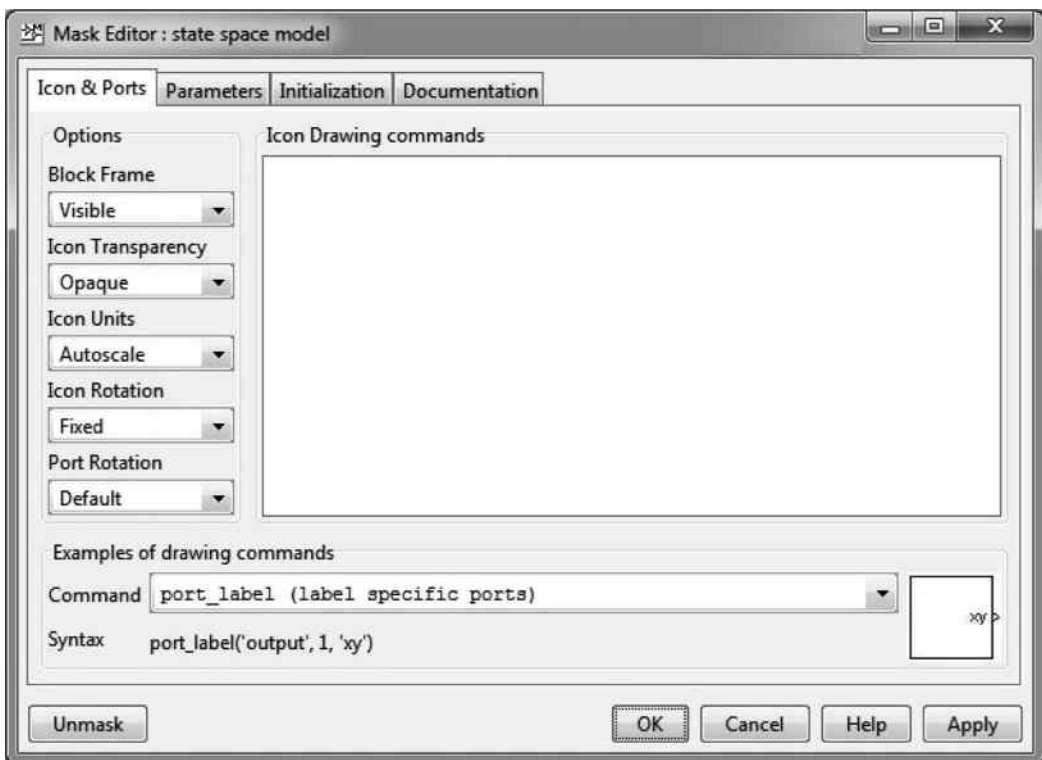 Mask Editor : state space model
Icon & Ports Parameters Initialization Documentation
Options
Icon Drawing commands
Block Frame
Visible
Icon Transparency
Opaque
Icon Units
Autoscale
Icon Rotation
Fixed
Port Rotation
Default
Examples of drawing commands
Command port_label (label specific ports)
xy
Syntax port_label('output', 1, 'xy')
Unmask OK Cancel Help Apply